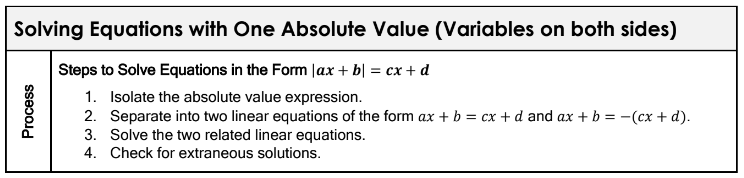 Solving Equations with One Absolute Value (Variables on both sides)
Process
Steps to Solve Equations in the Form |ax + b| = cx + d
1. Isolate the absolute value expression.
2. Separate into two linear equations of the form ax + b = cx + d and ax + b = −(cx + d).
3. Solve the two related linear equations.
4. Check for extraneous solutions.